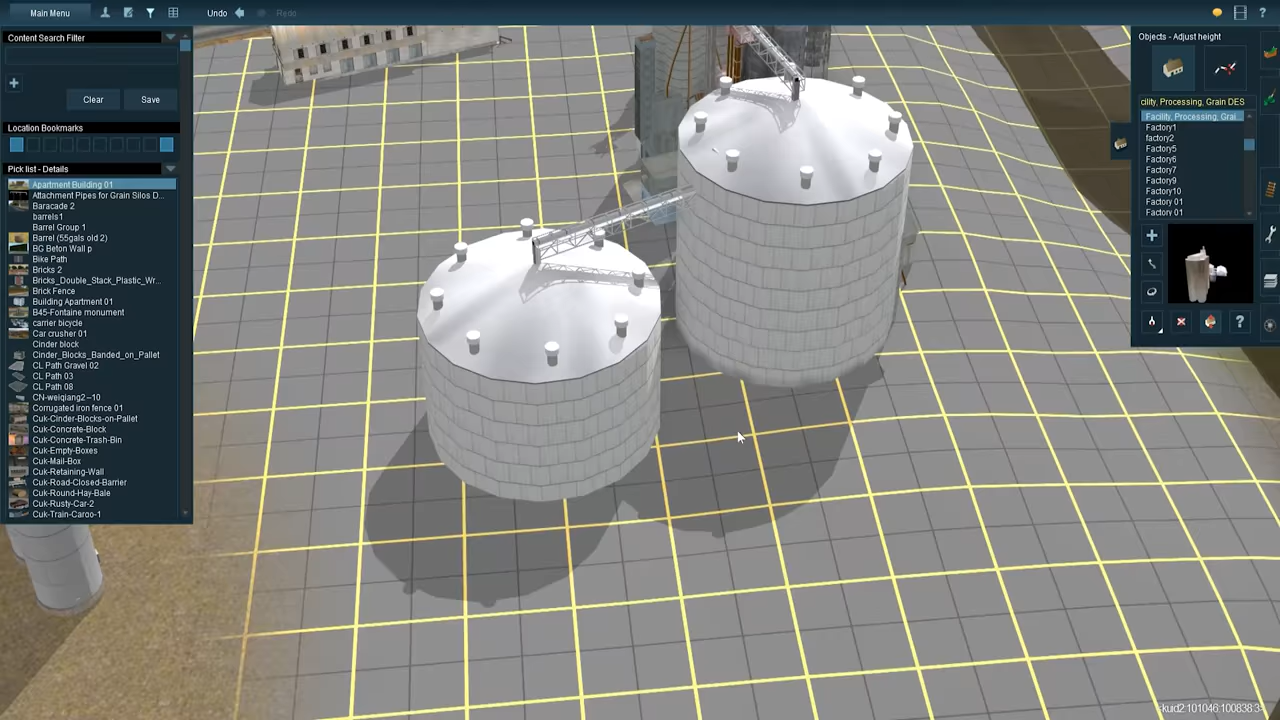 Main Menu
Undo
Redo
Content Search Filter
Clear
Save
Location Bookmarks
Pick list - Details
Apartment Building 01
Attachment Pipes for Grain Silos D...
Baracade 2
barrels1
Barrel Group 1
Barrel (55gals old 2)
BG Beton Wall p
Bike Path
Bricks 2
Bricks_Double_Stack_Plastic_Wr...
Brick Fence
Building Apartment 01
B45-Fontaine monument
carrier bicycle
Car crusher 01
Cinder block
Cinder_Blocks_Banded_on_Pallet
CL Path Gravel 02
CL Path 03
CL Path 08
CN-weiqiang2~10
Corrugated iron fence 01
Cuk-Cinder-Blocks-on-Pallet
Cuk-Concrete-Block
Cuk-Concrete-Trash-Bin
Cuk-Empty-Boxes
Cuk-Mail-Box
Cuk-Retaining-Wall
Cuk-Road-Closed-Barrier
Cuk-Round-Hay-Bale
Cuk-Rusty-Car-2
Cuk-Train-Cargo-1
Objects - Adjust height
cility, Processing, Grain DES
Facility, Processing, Grai...
Factory1
factory2
Factory5
Factory6
Factory7
Factory9
Factory10
Factory 01
Factory 01
kuid2:101046:100838:3